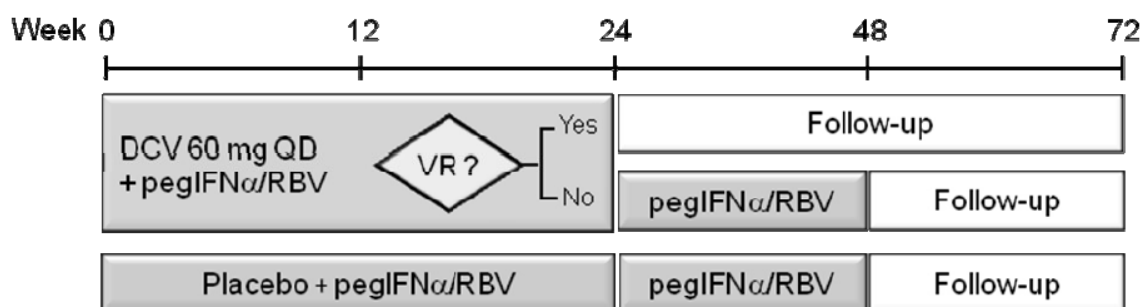 Week 0 12 24 48 72
DCV 60 mg QD
+ pegIFNα/RBV
VR ?
Yes
No
Follow-up
pegIFNα/RBV
Follow-up
Placebo + pegIFNα/RBV
pegIFNα/RBV
Follow-up